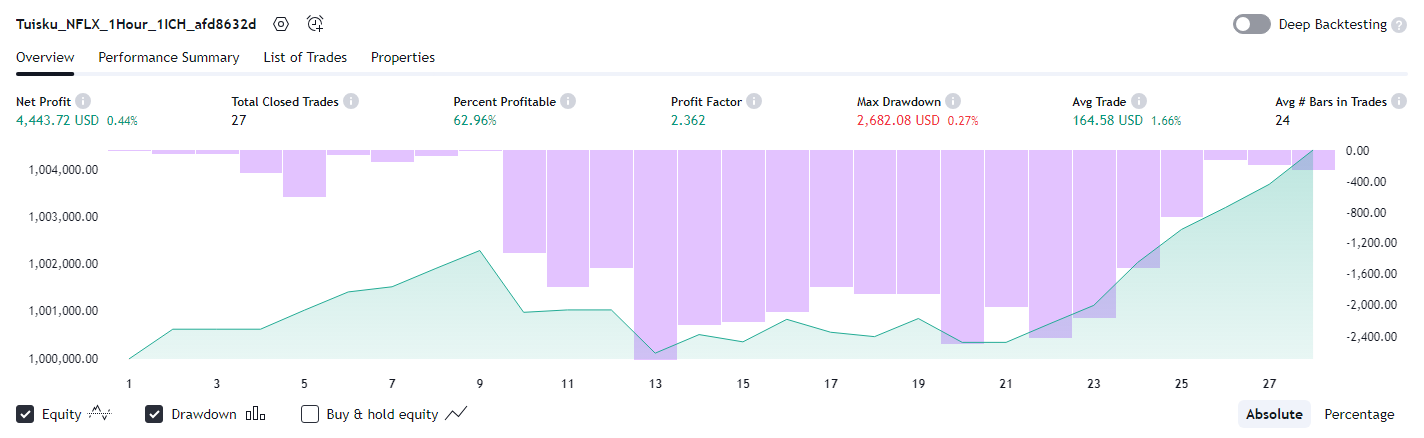 Tuisku_NFLX_1Hour_1ICH_afd8632d
Deep Backtesting ?
Overview Performance Summary List of Trades Properties
Net Profit i Total Closed Trades i Percent Profitable i Profit Factor i Max Drawdown i Avg Trade i Avg # Bars in Trades i
4,443.72 USD 0.44% 27 62.96% 2.362 2,682.08 USD 0.27% 164.58 USD 1.66% 24
0.00
1,004,000.00
-400.00
1,003,000.00
-800.00
-1,200.00
1,002,000.00
-1,600.00
-2,000.00
1,001,000.00
-2,400.00
1,000,000.00
1 3 5 7 9 11 13 15 17 19 21 23 25 27
Equity Drawdown Buy & hold equity Absolute Percentage